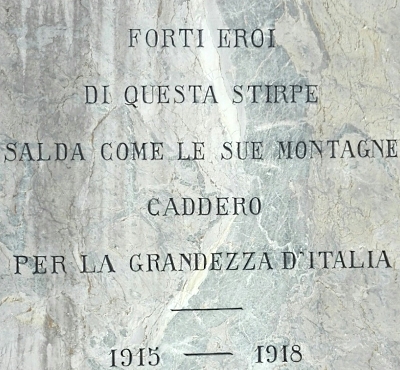 FORTI EROI
DI QUESTA STIRPE
SALDA COME LE SUE MONTAGNE
CADDERO
PER LA GRANDEZZA D'ITALIA
1915 — 1918